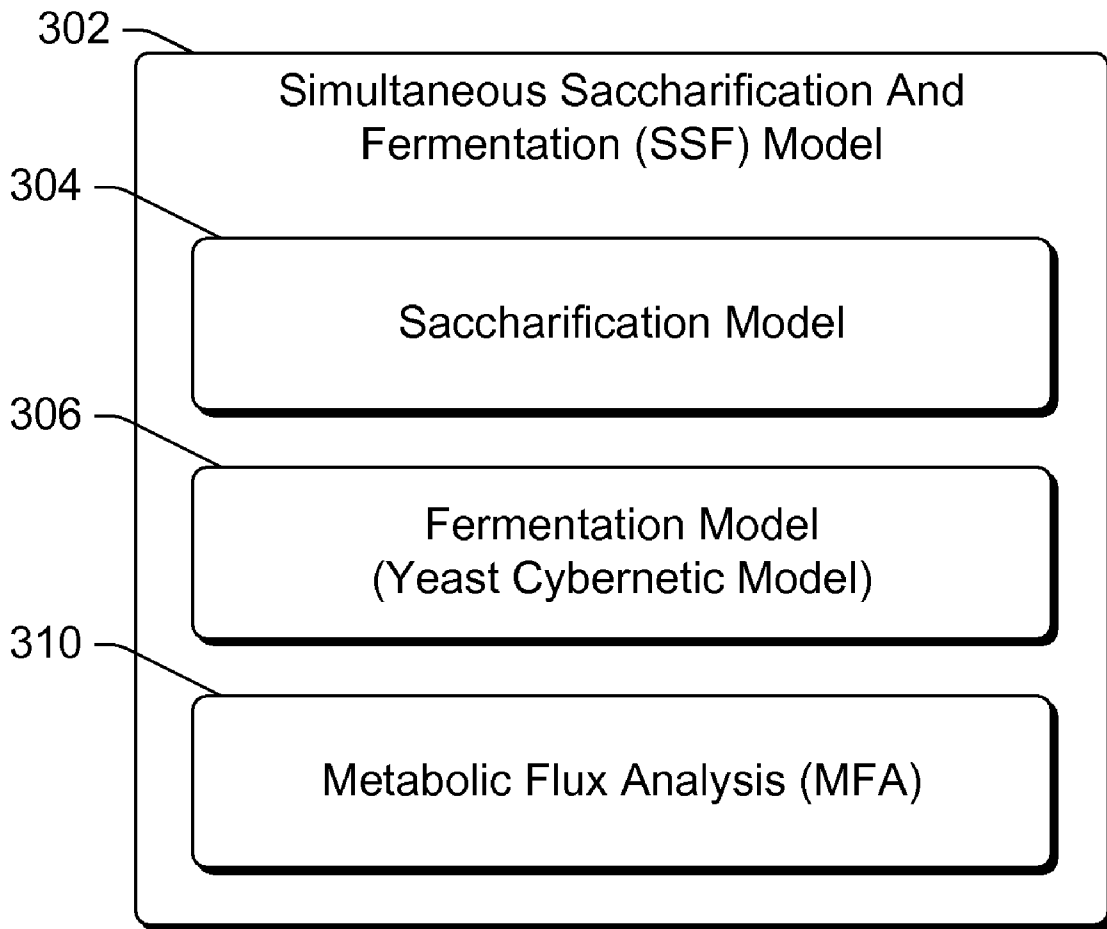 302
Simultaneous Saccharification And
Fermentation (SSF) Model
304
Saccharification Model
306
Fermentation Model
(Yeast Cybernetic Model)
310
Metabolic Flux Analysis (MFA)